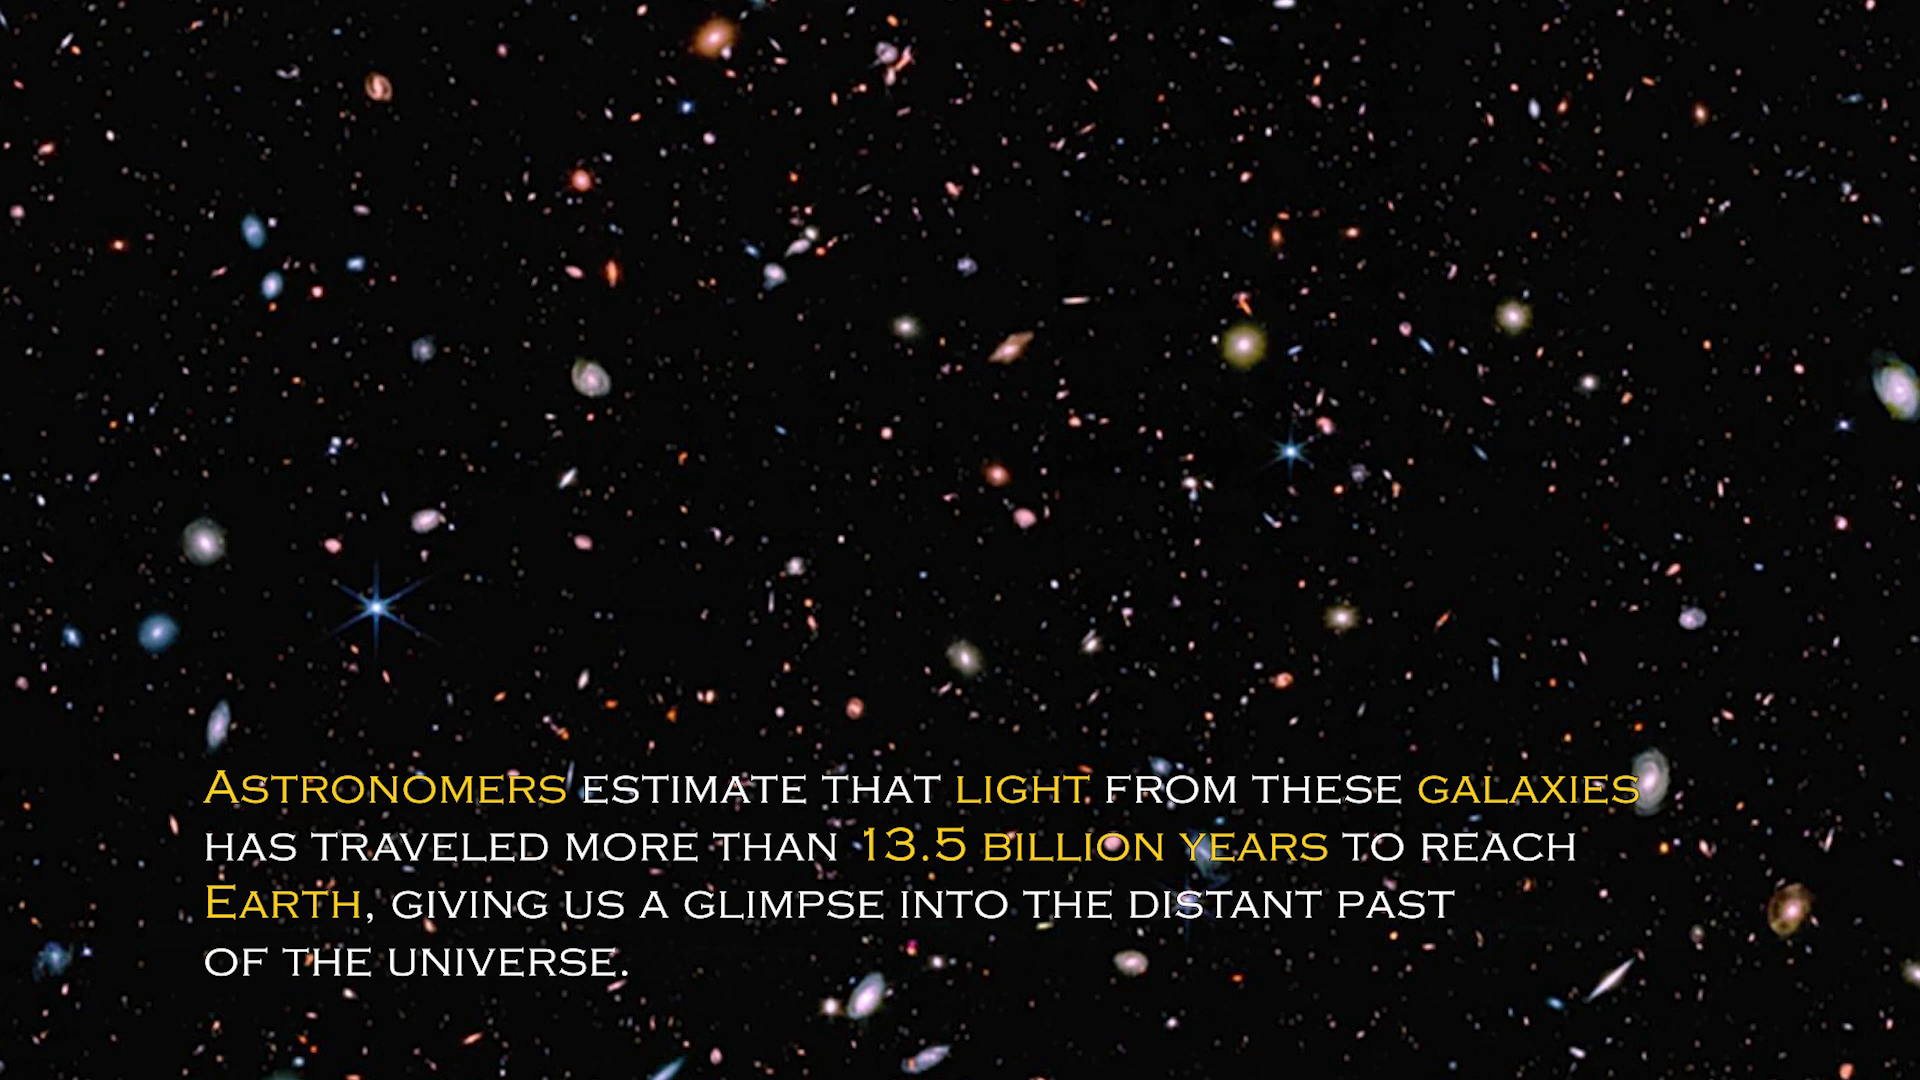 Astronomers estimate that light from these galaxies
has traveled more than 13.5 billion years to reach
Earth, giving us a glimpse into the distant past
of the universe.